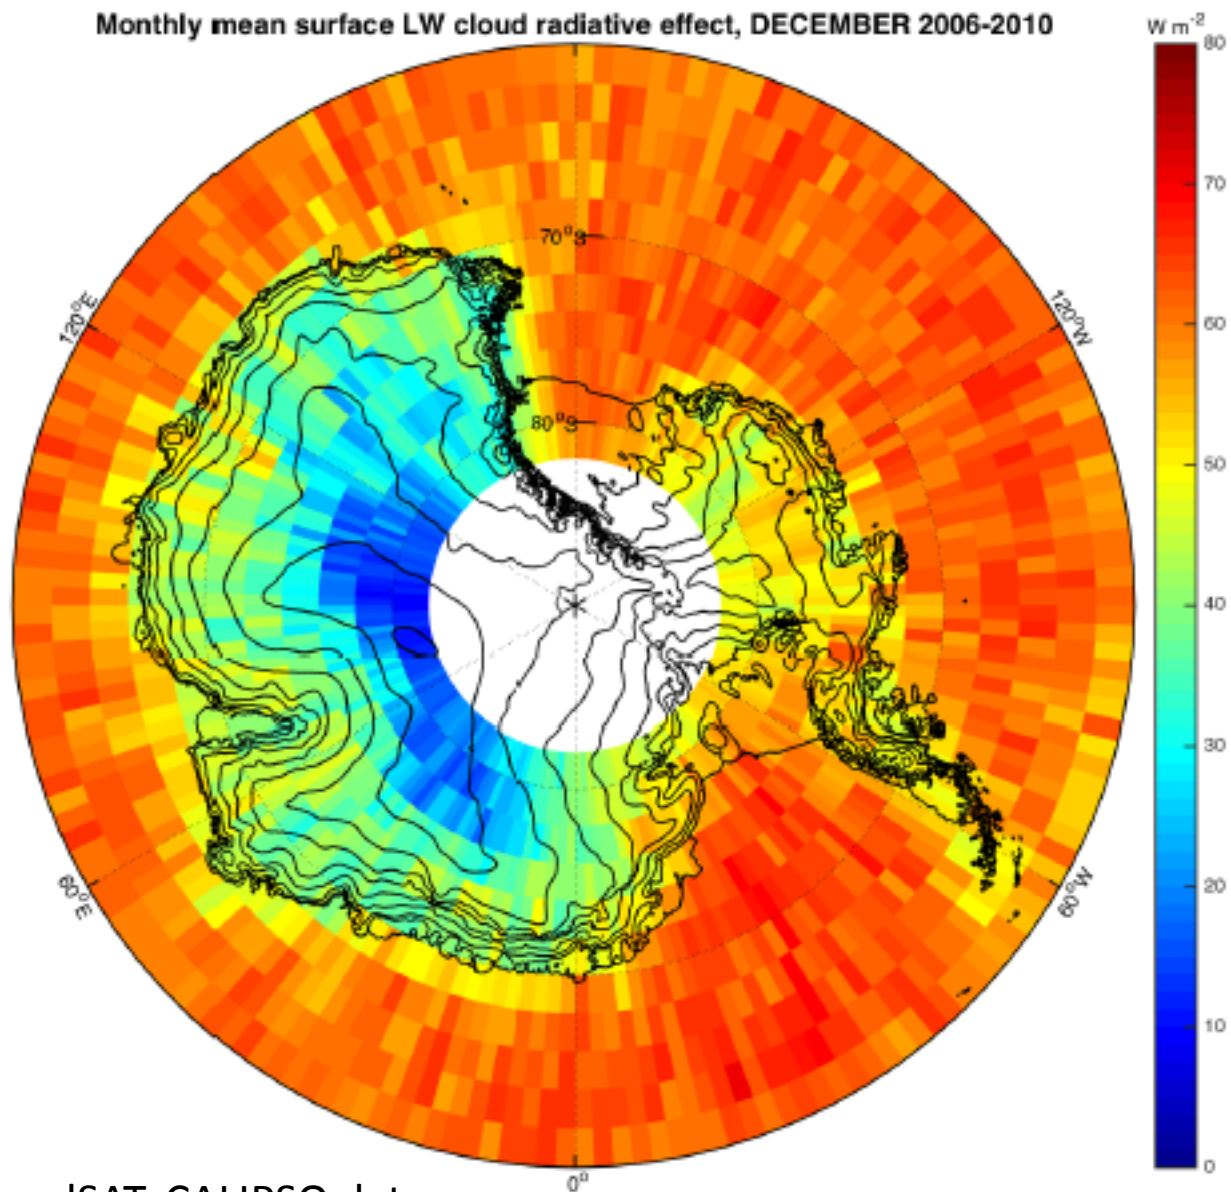 Monthly mean surface LW cloud radiative effect, DECEMBER 2006-2010
W m⁻²
80
70
60
50
40
30
20
10
0
70°S
80°S
120°E
120°W
60°E
60°W
0°